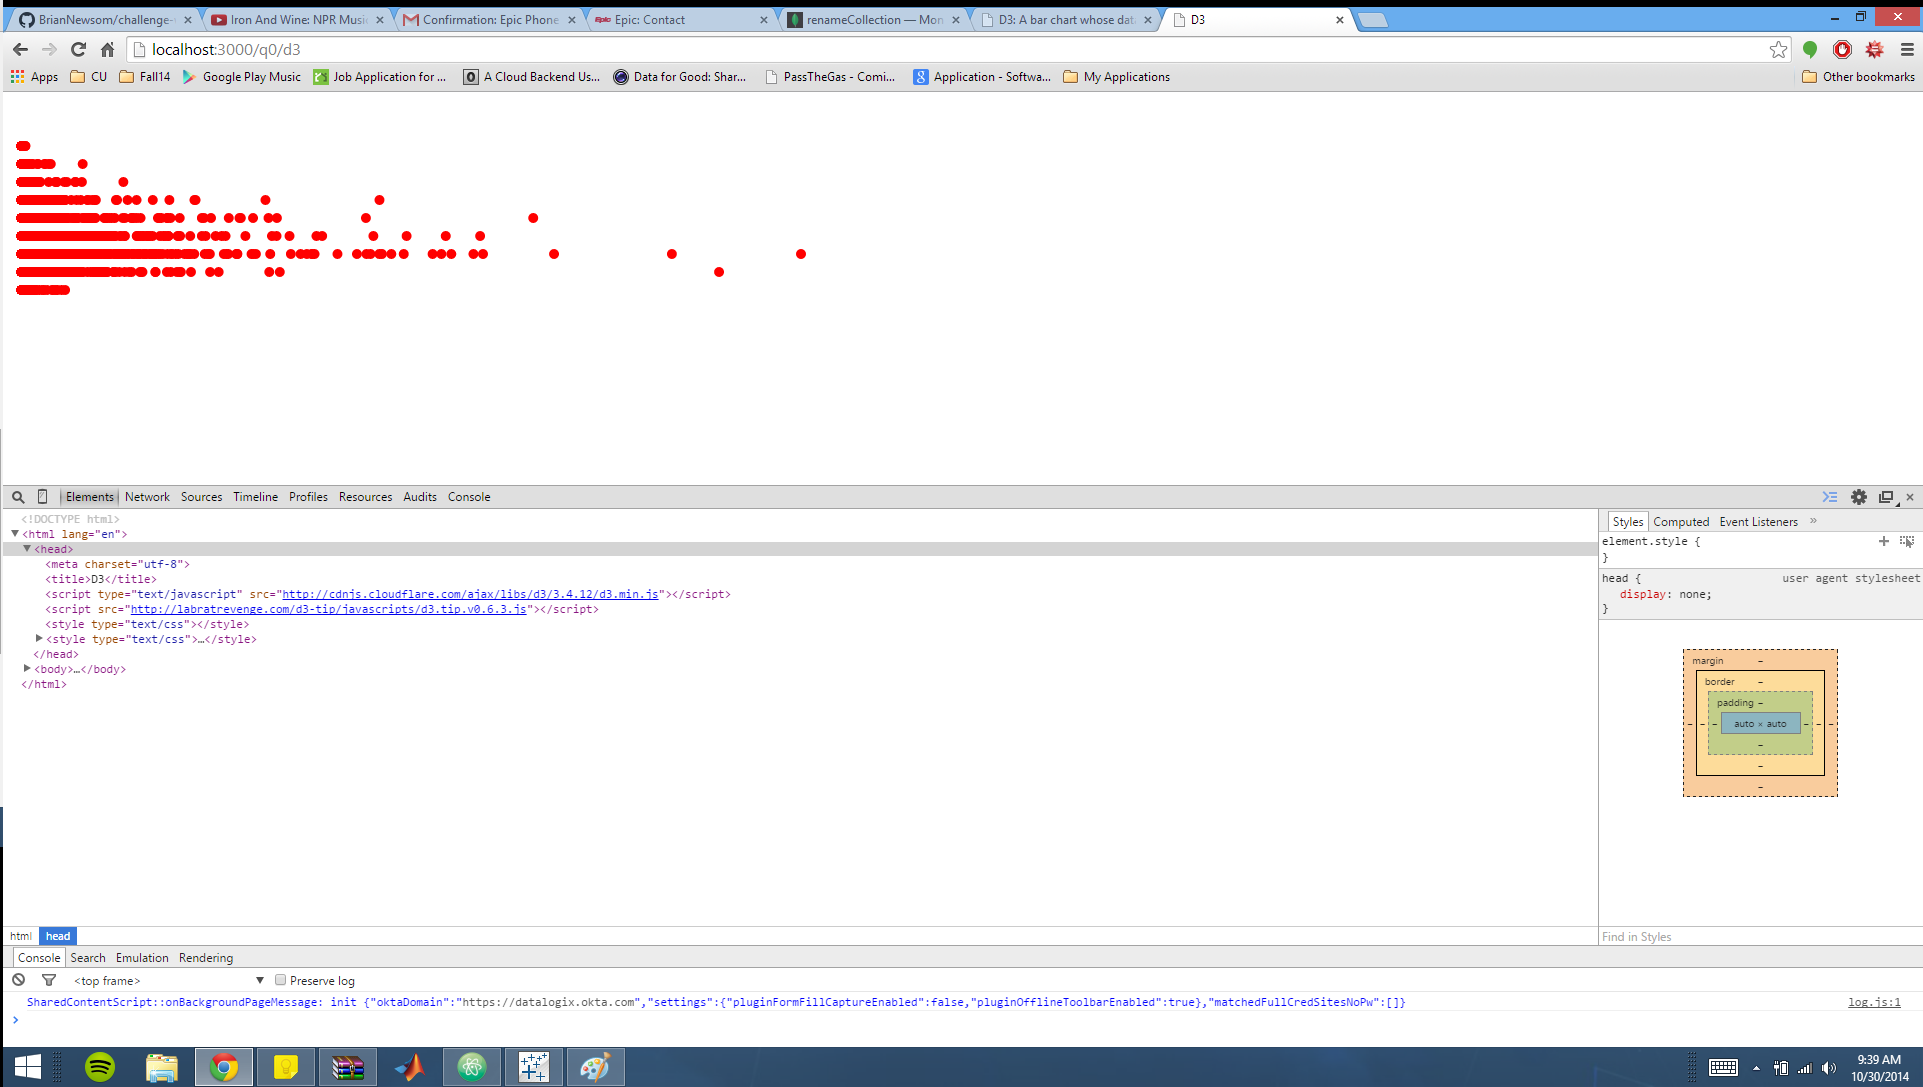 BrianNewsom/challenge- Iron And Wine: NPR Musi Confirmation: Epic Phone Epic: Contact renameCollection — Mon D3: A bar chart whose dat D3
localhost:3000/q0/d3
Apps CU Fall14 Google Play Music Job Application for ... A Cloud Backend Us... Data for Good: Shar... PassTheGas - Comi... Application - Softwa... My Applications Other bookmarks
Elements Network Sources Timeline Profiles Resources Audits Console
<!DOCTYPE html>
<html lang="en">
<head>
<meta charset="utf-8">
<title>D3</title>
<script type="text/javascript" src="http://cdnjs.cloudflare.com/ajax/libs/d3/3.4.12/d3.min.js"></script>
<script src="http://labratrevenge.com/d3-tip/javascripts/d3.tip.v0.6.3.js"></script>
<style type="text/css"></style>
<style type="text/css">…</style>
</head>
<body>…</body>
</html>
Styles Computed Event Listeners »
element.style {
}
head { user agent stylesheet
display: none;
}
margin –
border –
padding –
– – – auto × auto – – –
–
–
–
html head Find in Styles
Console Search Emulation Rendering
<top frame> Preserve log
SharedContentScript::onBackgroundPageMessage: init {"oktaDomain":"https://datalogix.okta.com","settings":{"pluginFormFillCaptureEnabled":false,"pluginOfflineToolbarEnabled":true},"matchedFullCredSitesNoPw":[]} log.js:1
>
9:39 AM
10/30/2014